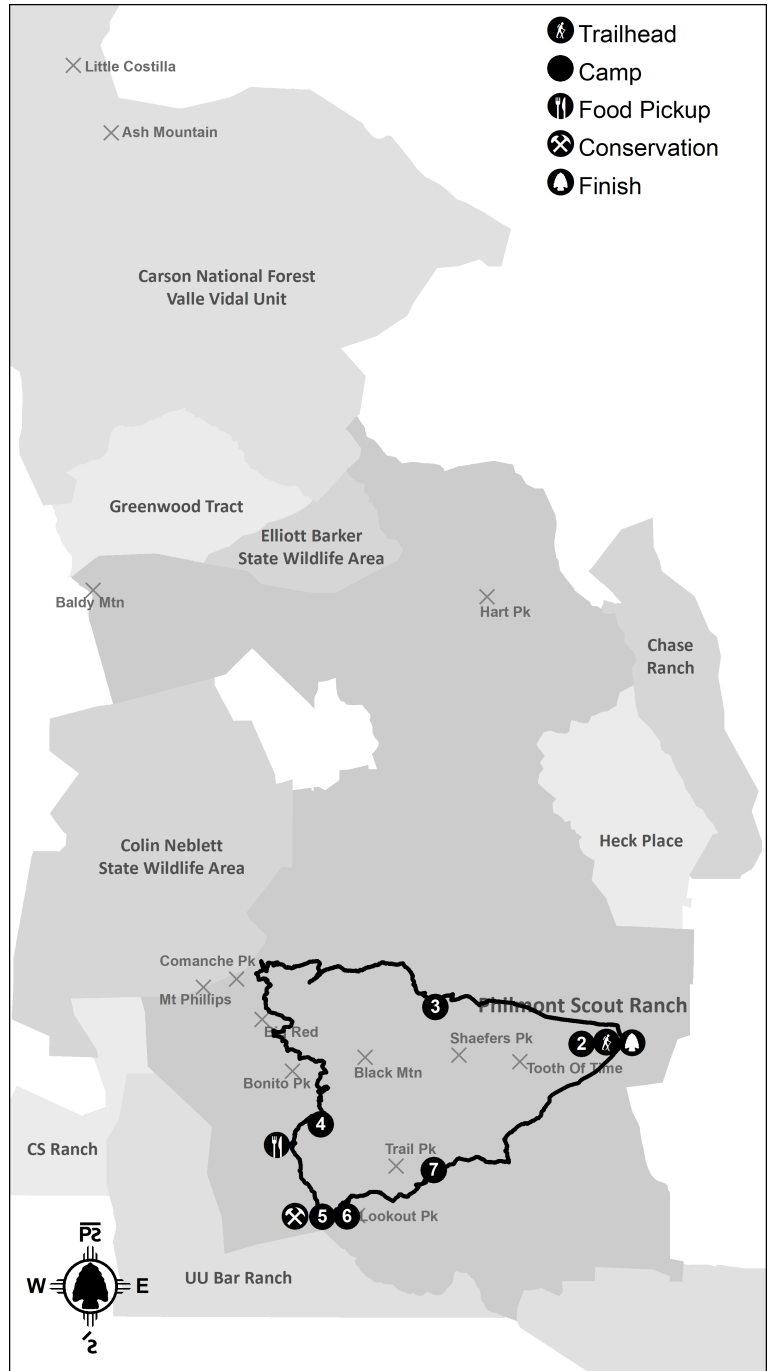 Trailhead
Camp
Food Pickup
Conservation
Finish
Little Costilla
Ash Mountain
Carson National Forest
Valle Vidal Unit
Greenwood Tract
Elliott Barker
State Wildlife Area
Baldy Mtn
Hart Pk
Chase
Ranch
Heck Place
Colin Neblett
State Wildlife Area
Comanche Pk
Mt Phillips
3
Philmont Scout Ranch
Big Red
Shaefers Pk
2
Black Mtn
Tooth Of Time
Bonito Pk
4
CS Ranch
Trail Pk
7
5
6
Lookout Pk
UU Bar Ranch
W
E